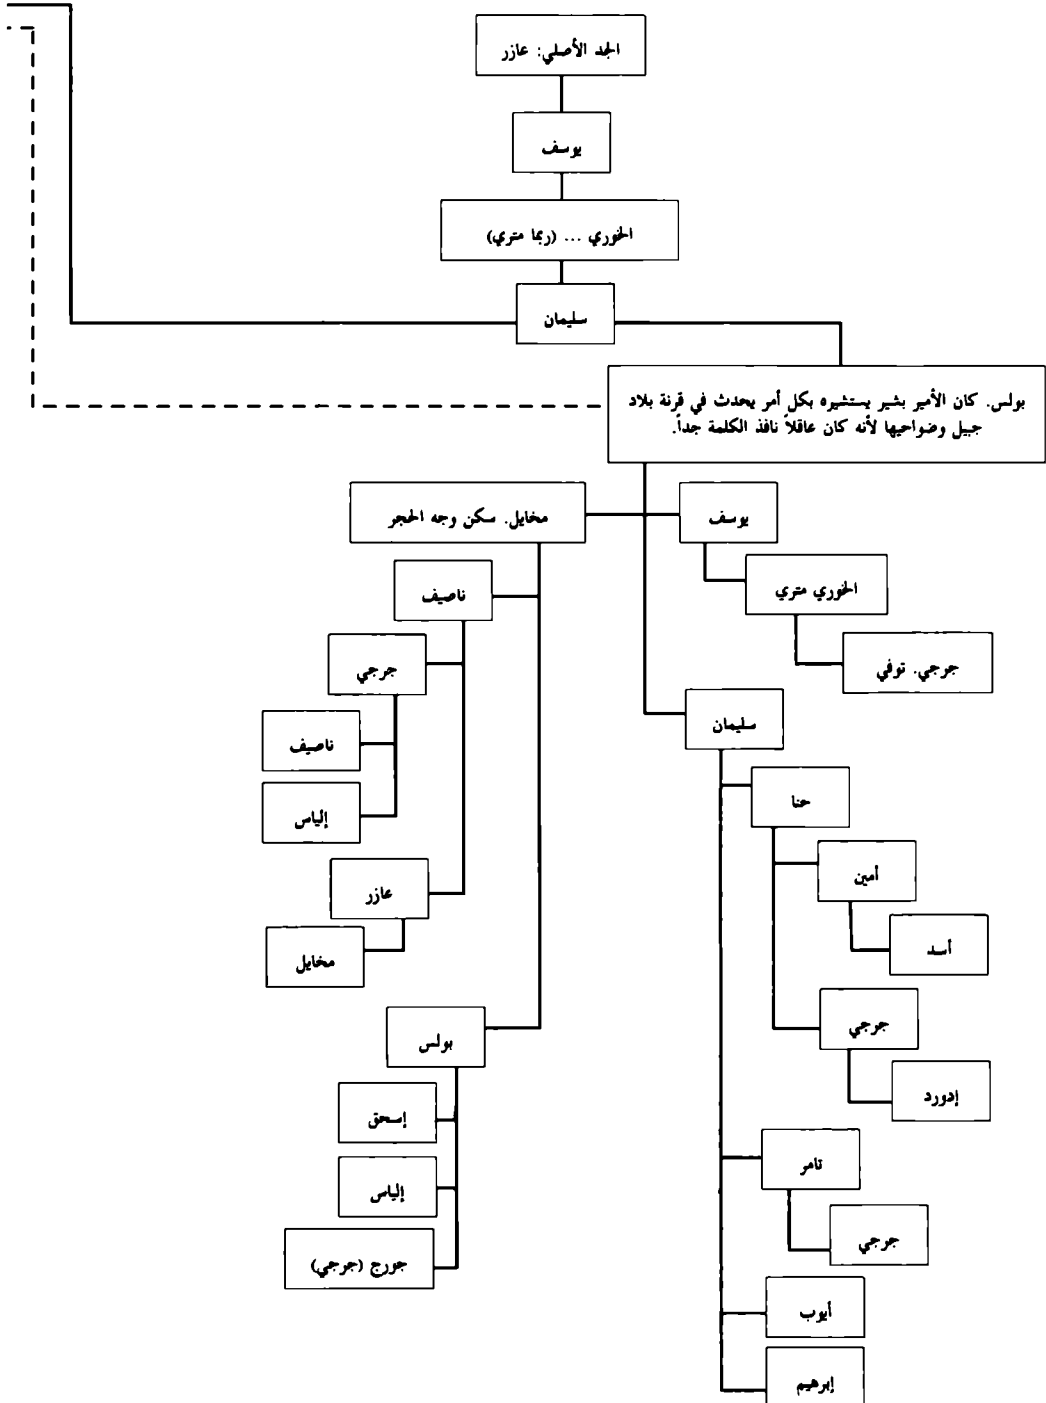 الجد الأصلي: عازر
يوسف
الخوري ... (ربما متري)
سليمان
بولس. كان الأمير بشير يستشيره بكل أمر يحدث في قرنة بلاد
جبيل وضواحيها لأنه كان عاقلاً نافذ الكلمة جداً.
يوسف
مخايل. سكن وجه الحجر
الخوري متري
ناصيف
جرجي. توفي
جرجي
سليمان
ناصيف
حنا
إلياس
أمين
عازر
أسد
مخايل
جرجي
بولس
إدورد
إسحق
تامر
إلياس
جرجي
جورج (جرجي)
أيوب
إبرهيم